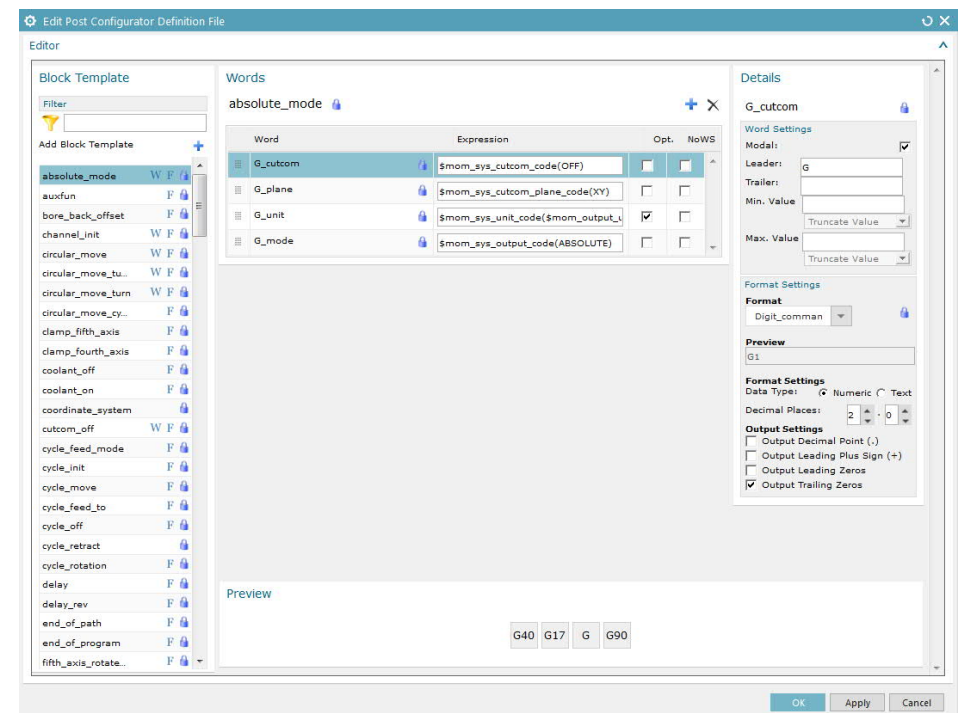 Edit Post Configurator Definition File
Editor
Block Template
Filter
Add Block Template
absolute_mode W F
auxfun F
bore_back_offset F
channel_init W F
circular_move W F
circular_move_tu... W F
circular_move_turn W F
circular_move_cy... F
clamp_fifth_axis F
clamp_fourth_axis F
coolant_off F
coolant_on F
coordinate_system
cutcom_off W F
cycle_feed_mode F
cycle_init F
cycle_move F
cycle_feed_to F
cycle_off F
cycle_retract
cycle_rotation F
delay F
delay_rev F
end_of_path F
end_of_program F
fifth_axis_rotate... F
Words
absolute_mode
Word Expression Opt. NoWS
G_cutcom $mom_sys_cutcom_code(OFF)
G_plane $mom_sys_cutcom_plane_code(XY)
G_unit $mom_sys_unit_code($mom_output_u
G_mode $mom_sys_output_code(ABSOLUTE)
Preview
G40 G17 G G90
Details
G_cutcom
Word Settings
Modal:
Leader: G
Trailer:
Min. Value
Truncate Value
Max. Value
Truncate Value
Format Settings
Format
Digit_comman
Preview
G1
Format Settings
Data Type: Numeric Text
Decimal Places: 2 . 0
Output Settings
Output Decimal Point (.)
Output Leading Plus Sign (+)
Output Leading Zeros
Output Trailing Zeros
OK Apply Cancel